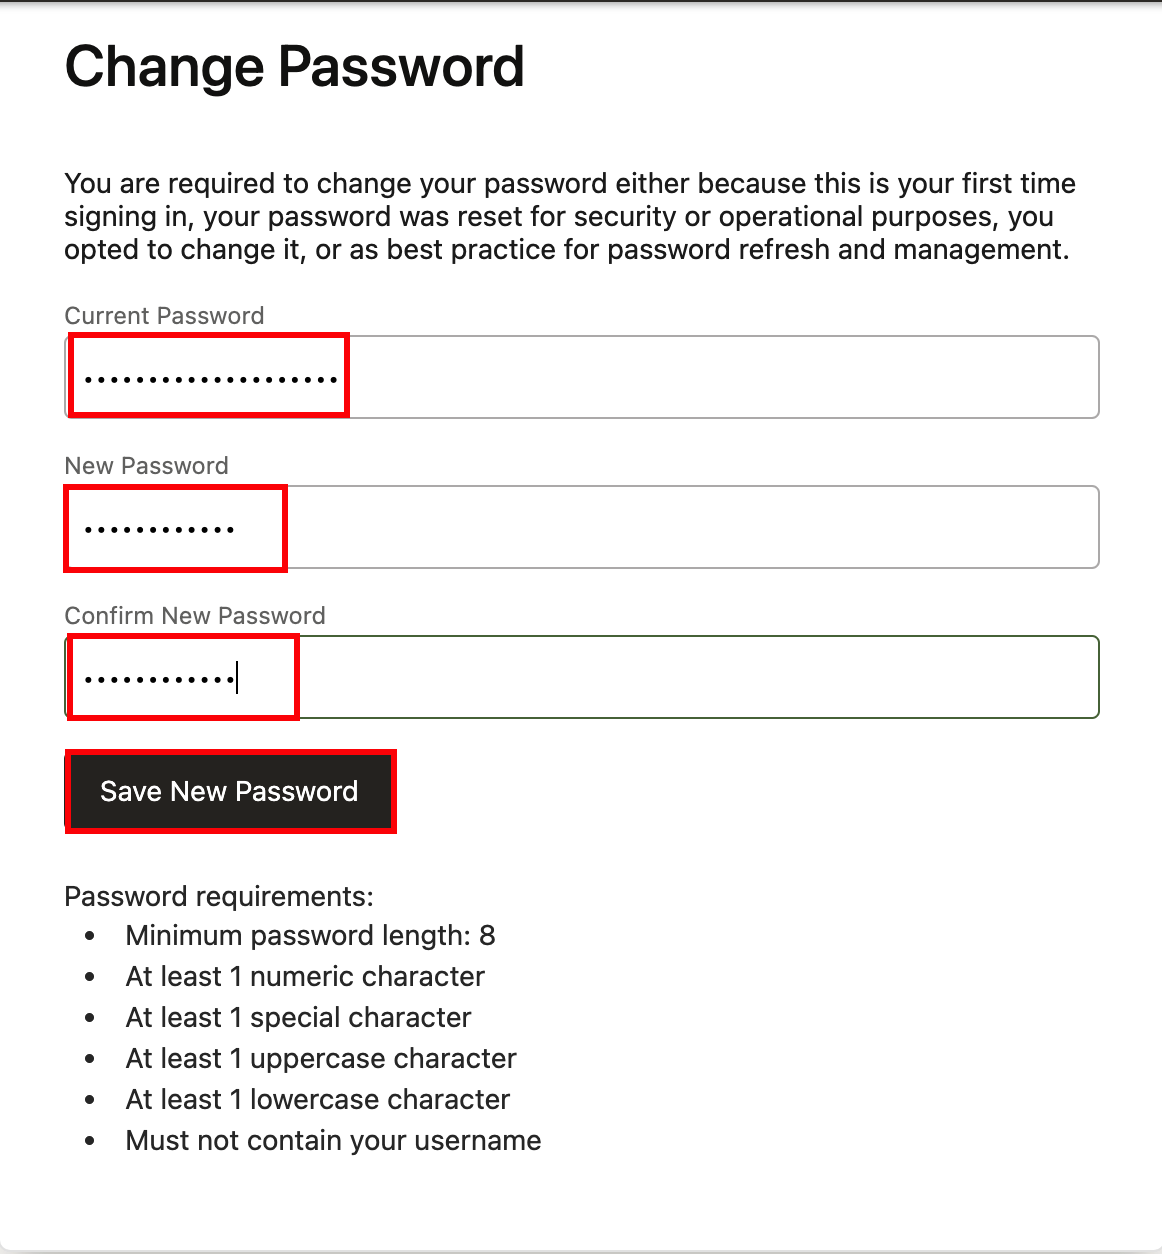 Change Password
You are required to change your password either because this is your first time
signing in, your password was reset for security or operational purposes, you
opted to change it, or as best practice for password refresh and management.
Current Password
••••••••••••••••••••
New Password
••••••••••••
Confirm New Password
••••••••••••
Save New Password
Password requirements:
• Minimum password length: 8
• At least 1 numeric character
• At least 1 special character
• At least 1 uppercase character
• At least 1 lowercase character
• Must not contain your username